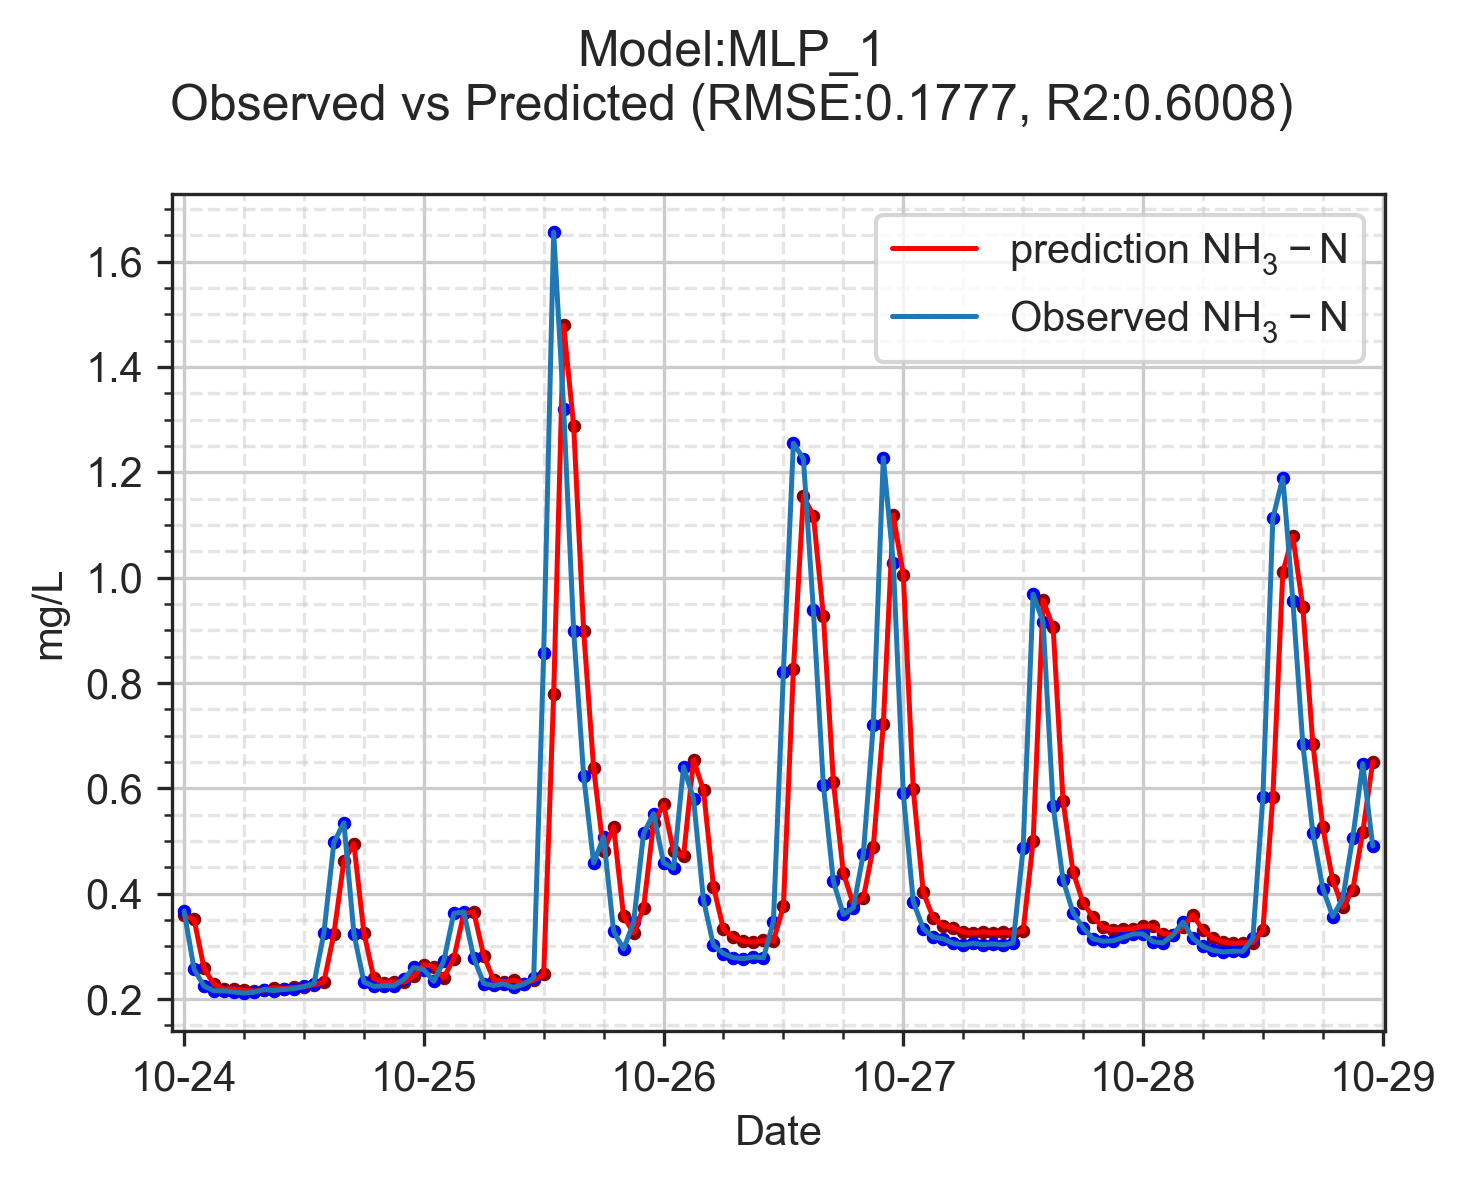 Model:MLP_1
Observed vs Predicted (RMSE:0.1777, R2:0.6008)
prediction NH₃ − N
Observed NH₃ − N
1.6
1.4
1.2
1.0
0.8
0.6
0.4
0.2
mg/L
10-24 10-25 10-26 10-27 10-28 10-29
Date